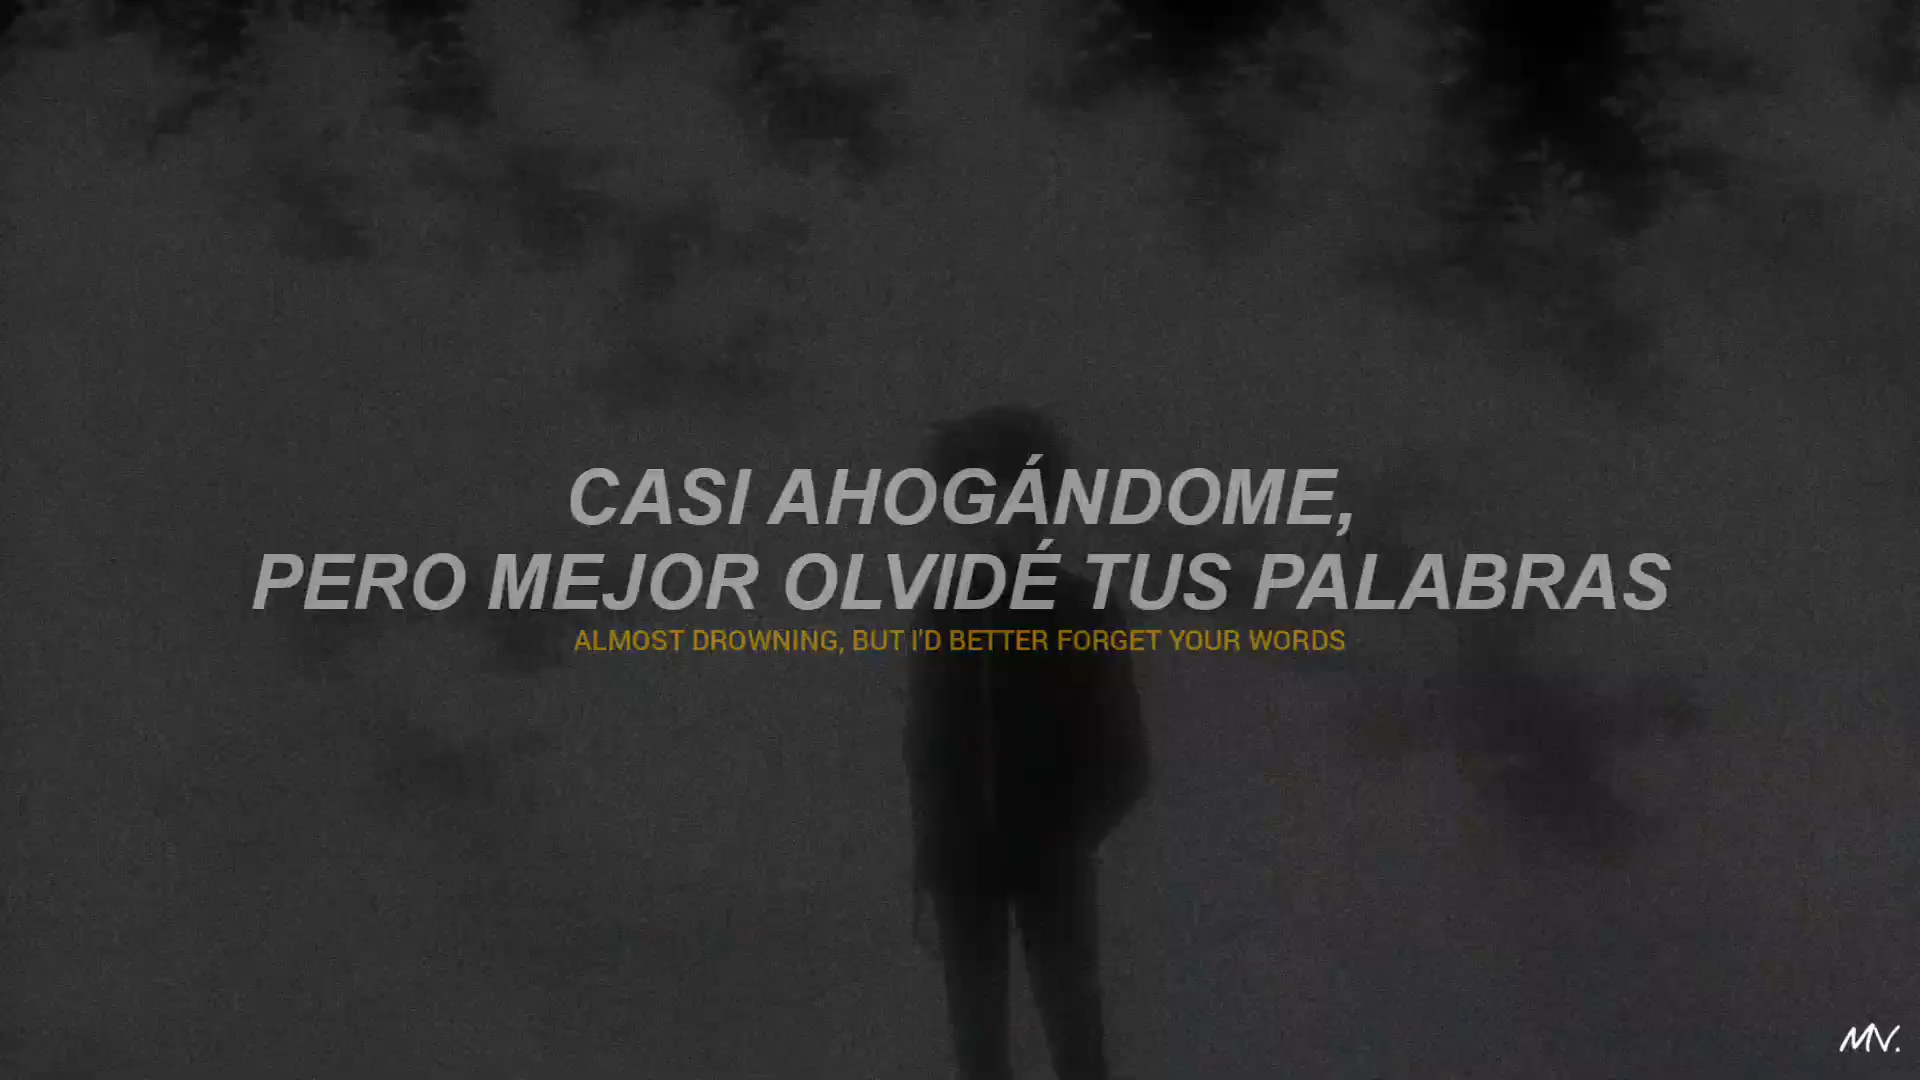 CASI AHOGÁNDOME,
PERO MEJOR OLVIDÉ TUS PALABRAS
ALMOST DROWNING, BUT I'D BETTER FORGET YOUR WORDS
MV.